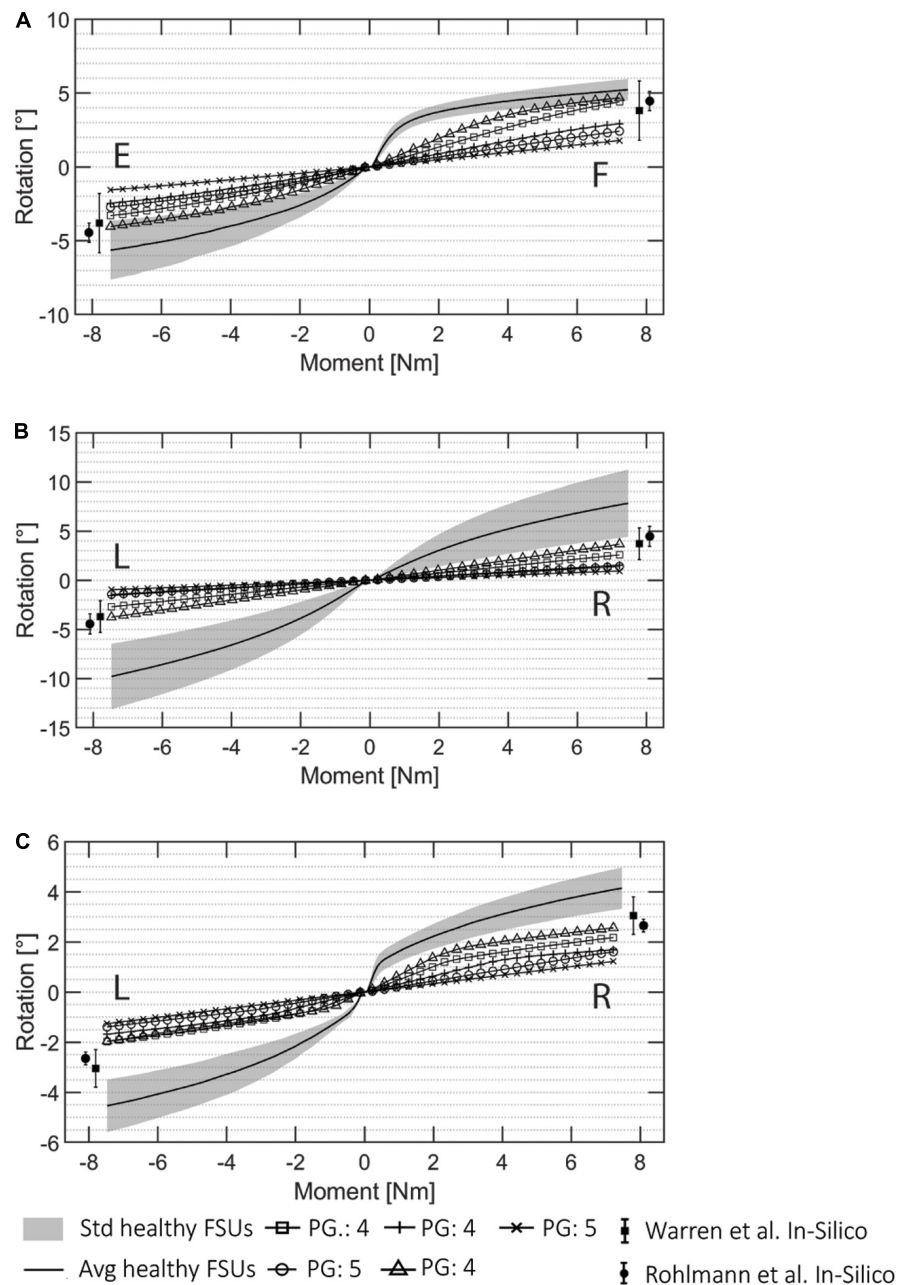 A
10
5
0
-5
-10
Rotation [°]
E
F
-8 -6 -4 -2 0 2 4 6 8
Moment [Nm]
B
15
10
5
0
-5
-10
-15
Rotation [°]
L
R
-8 -6 -4 -2 0 2 4 6 8
Moment [Nm]
C
6
4
2
0
-2
-4
-6
Rotation [°]
L
R
-8 -6 -4 -2 0 2 4 6 8
Moment [Nm]
Std healthy FSUs PG.: 4 PG: 4 PG: 5 Warren et al. In-Silico
Avg healthy FSUs PG: 5 PG: 4 Rohlmann et al. In-Silico